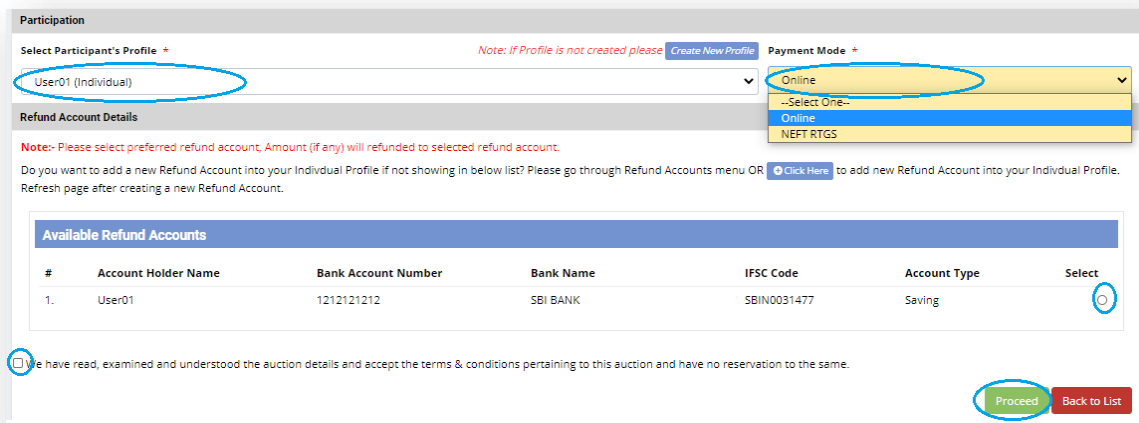 Participation
Select Participant's Profile *
Note: If Profile is not created please Create New Profile
Payment Mode *
User01 (Individual)
Online
--Select One--
Online
NEFT RTGS
Refund Account Details
Note:- Please select preferred refund account, Amount (if any) will refunded to selected refund account.
Do you want to add a new Refund Account into your Indivdual Profile if not showing in below list? Please go through Refund Accounts menu OR Click Here to add new Refund Account into your Indivdual Profile.
Refresh page after creating a new Refund Account.
Available Refund Accounts
# Account Holder Name Bank Account Number Bank Name IFSC Code Account Type Select
1. User01 1212121212 SBI BANK SBIN0031477 Saving
We have read, examined and understood the auction details and accept the terms & conditions pertaining to this auction and have no reservation to the same.
Proceed Back to List